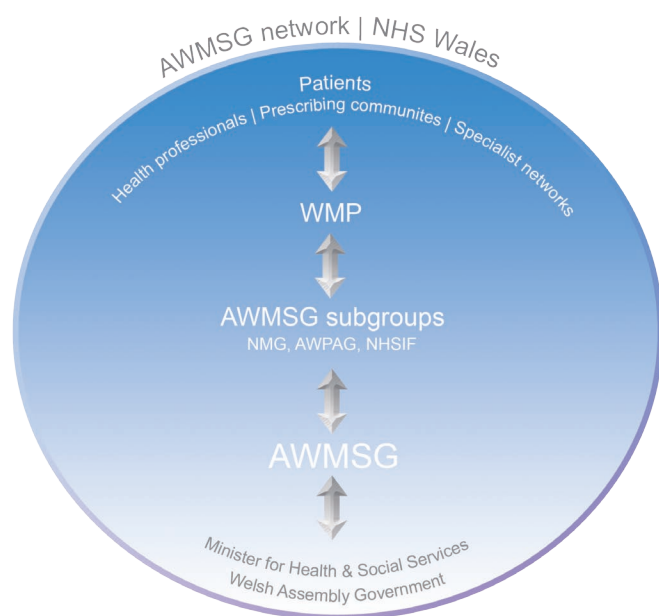 AWMSG network | NHS Wales
Patients
Health professionals | Prescribing communites | Specialist networks
WMP
AWMSG subgroups
NMG, AWPAG, NHSIF
AWMSG
Minister for Health & Social Services
Welsh Assembly Government